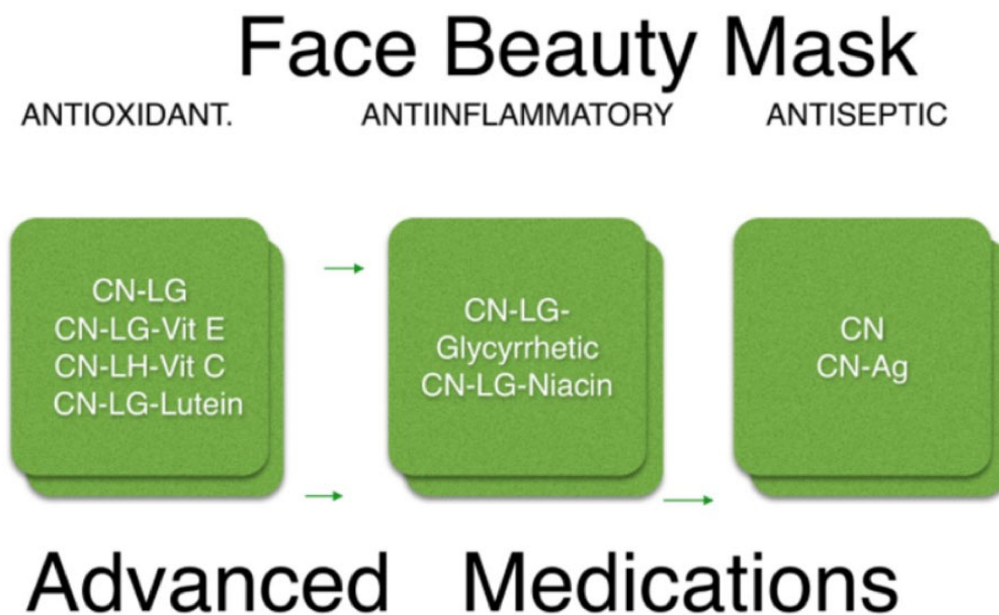 Face Beauty Mask
ANTIOXIDANT.
ANTIINFLAMMATORY
ANTISEPTIC
CN-LG
CN-LG-Vit E
CN-LH-Vit C
CN-LG-Lutein
CN-LG-
Glycyrrhetic
CN-LG-Niacin
CN
CN-Ag
Advanced Medications